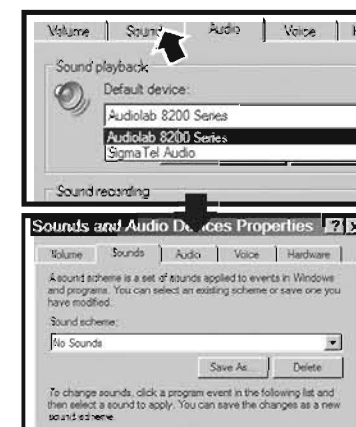 Volume Sounds Audio Voice
Sound playback
Default device:
Audiolab 8200 Series
Audiolab 8200 Series
SigmaTel Audio
Sound recording
Sounds and Audio Devices Properties
Volume Sounds Audio Voice Hardware
A sound scheme is a set of sounds applied to events in Windows
and programs. You can select an existing scheme or save one you
have modified.
Sound scheme:
No Sounds
Save As... Delete
To change sounds, click a program event in the following list and
then select a sound to apply. You can save the changes as a new
sound scheme.